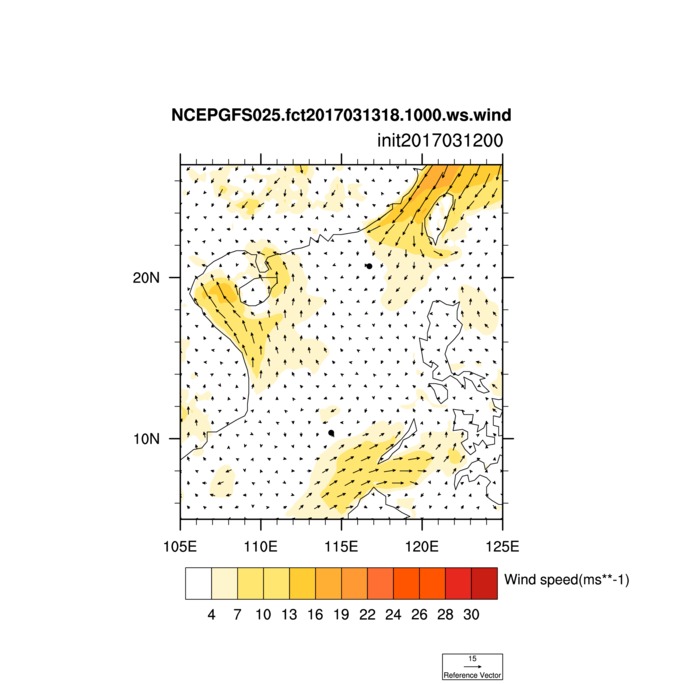 NCEPGFS025.fct2017031318.1000.ws.wind
init2017031200
20N
10N
105E 110E 115E 120E 125E
Wind speed(ms**-1)
4 7 10 13 16 19 22 24 26 28 30
15
Reference Vector